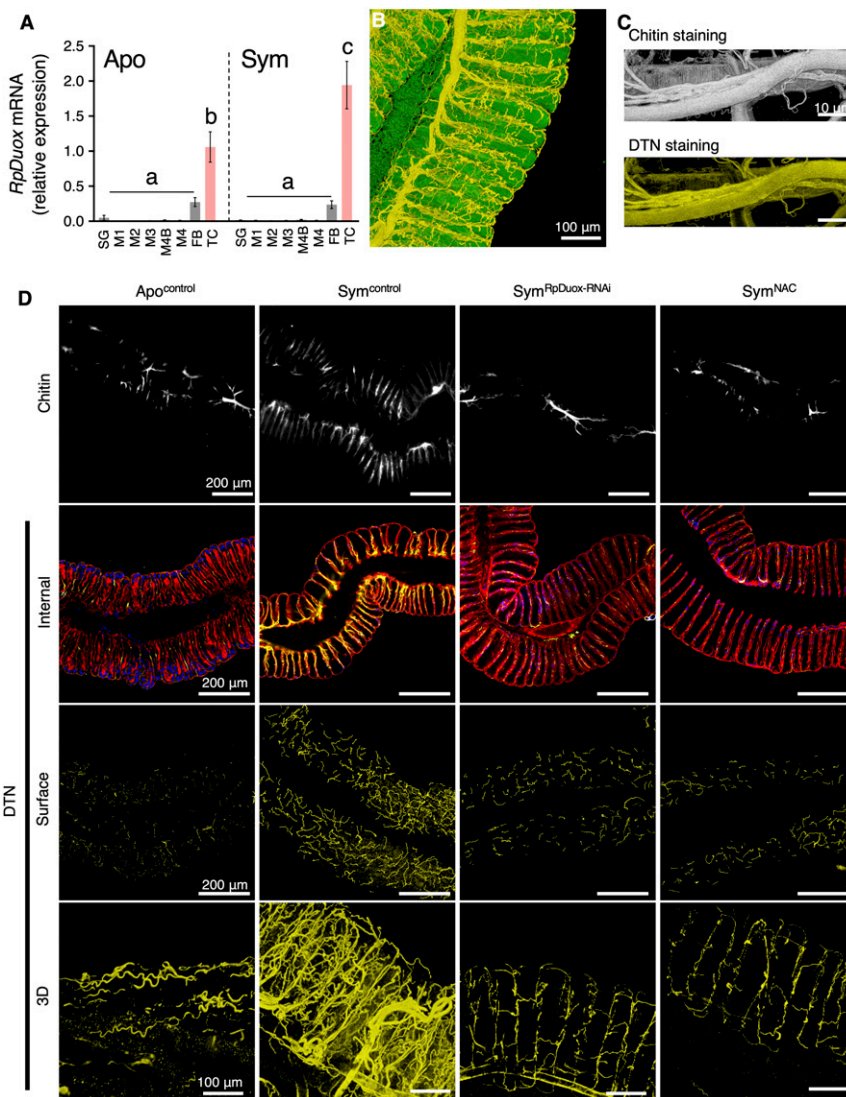 A
Apo
Sym
RpDuox mRNA
(relative expression)
2.5
2.0
1.5
1.0
0.5
0.0
a
b
a
c
SG
M1
M2
M3
M4B
M4
FB
TC
SG
M1
M2
M3
M4B
M4
FB
TC
B
100 μm
C
Chitin staining
10 μm
DTN staining
D
Apocontrol
Symcontrol
SymRpDuox-RNAi
SymNAC
Chitin
200 μm
DTN
Internal
200 μm
Surface
200 μm
3D
100 μm